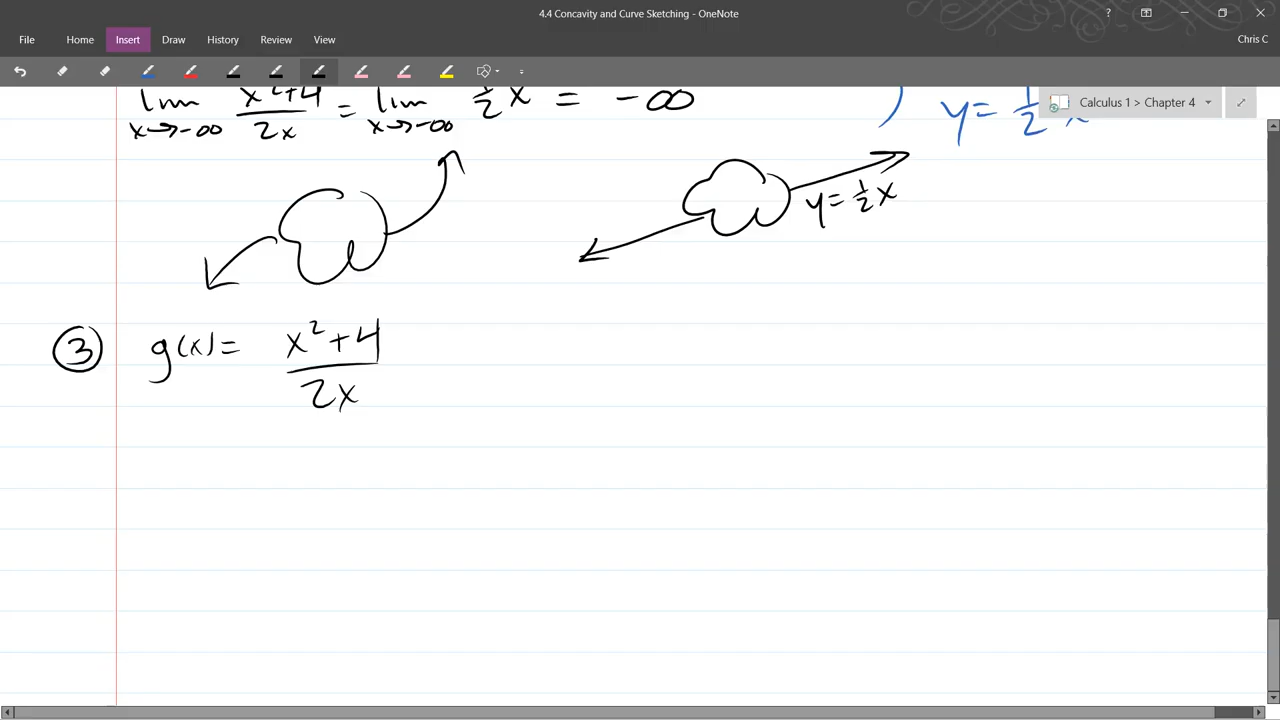 4.4 Concavity and Curve Sketching - OneNote
File Home Insert Draw History Review View
Chris C
Calculus 1 > Chapter 4
lim x→-∞ (x²+4)/(2x) = lim x→-∞ ½x = -∞
y = ½x
y = ½x
③ g(x) = (x²+4)/(2x)